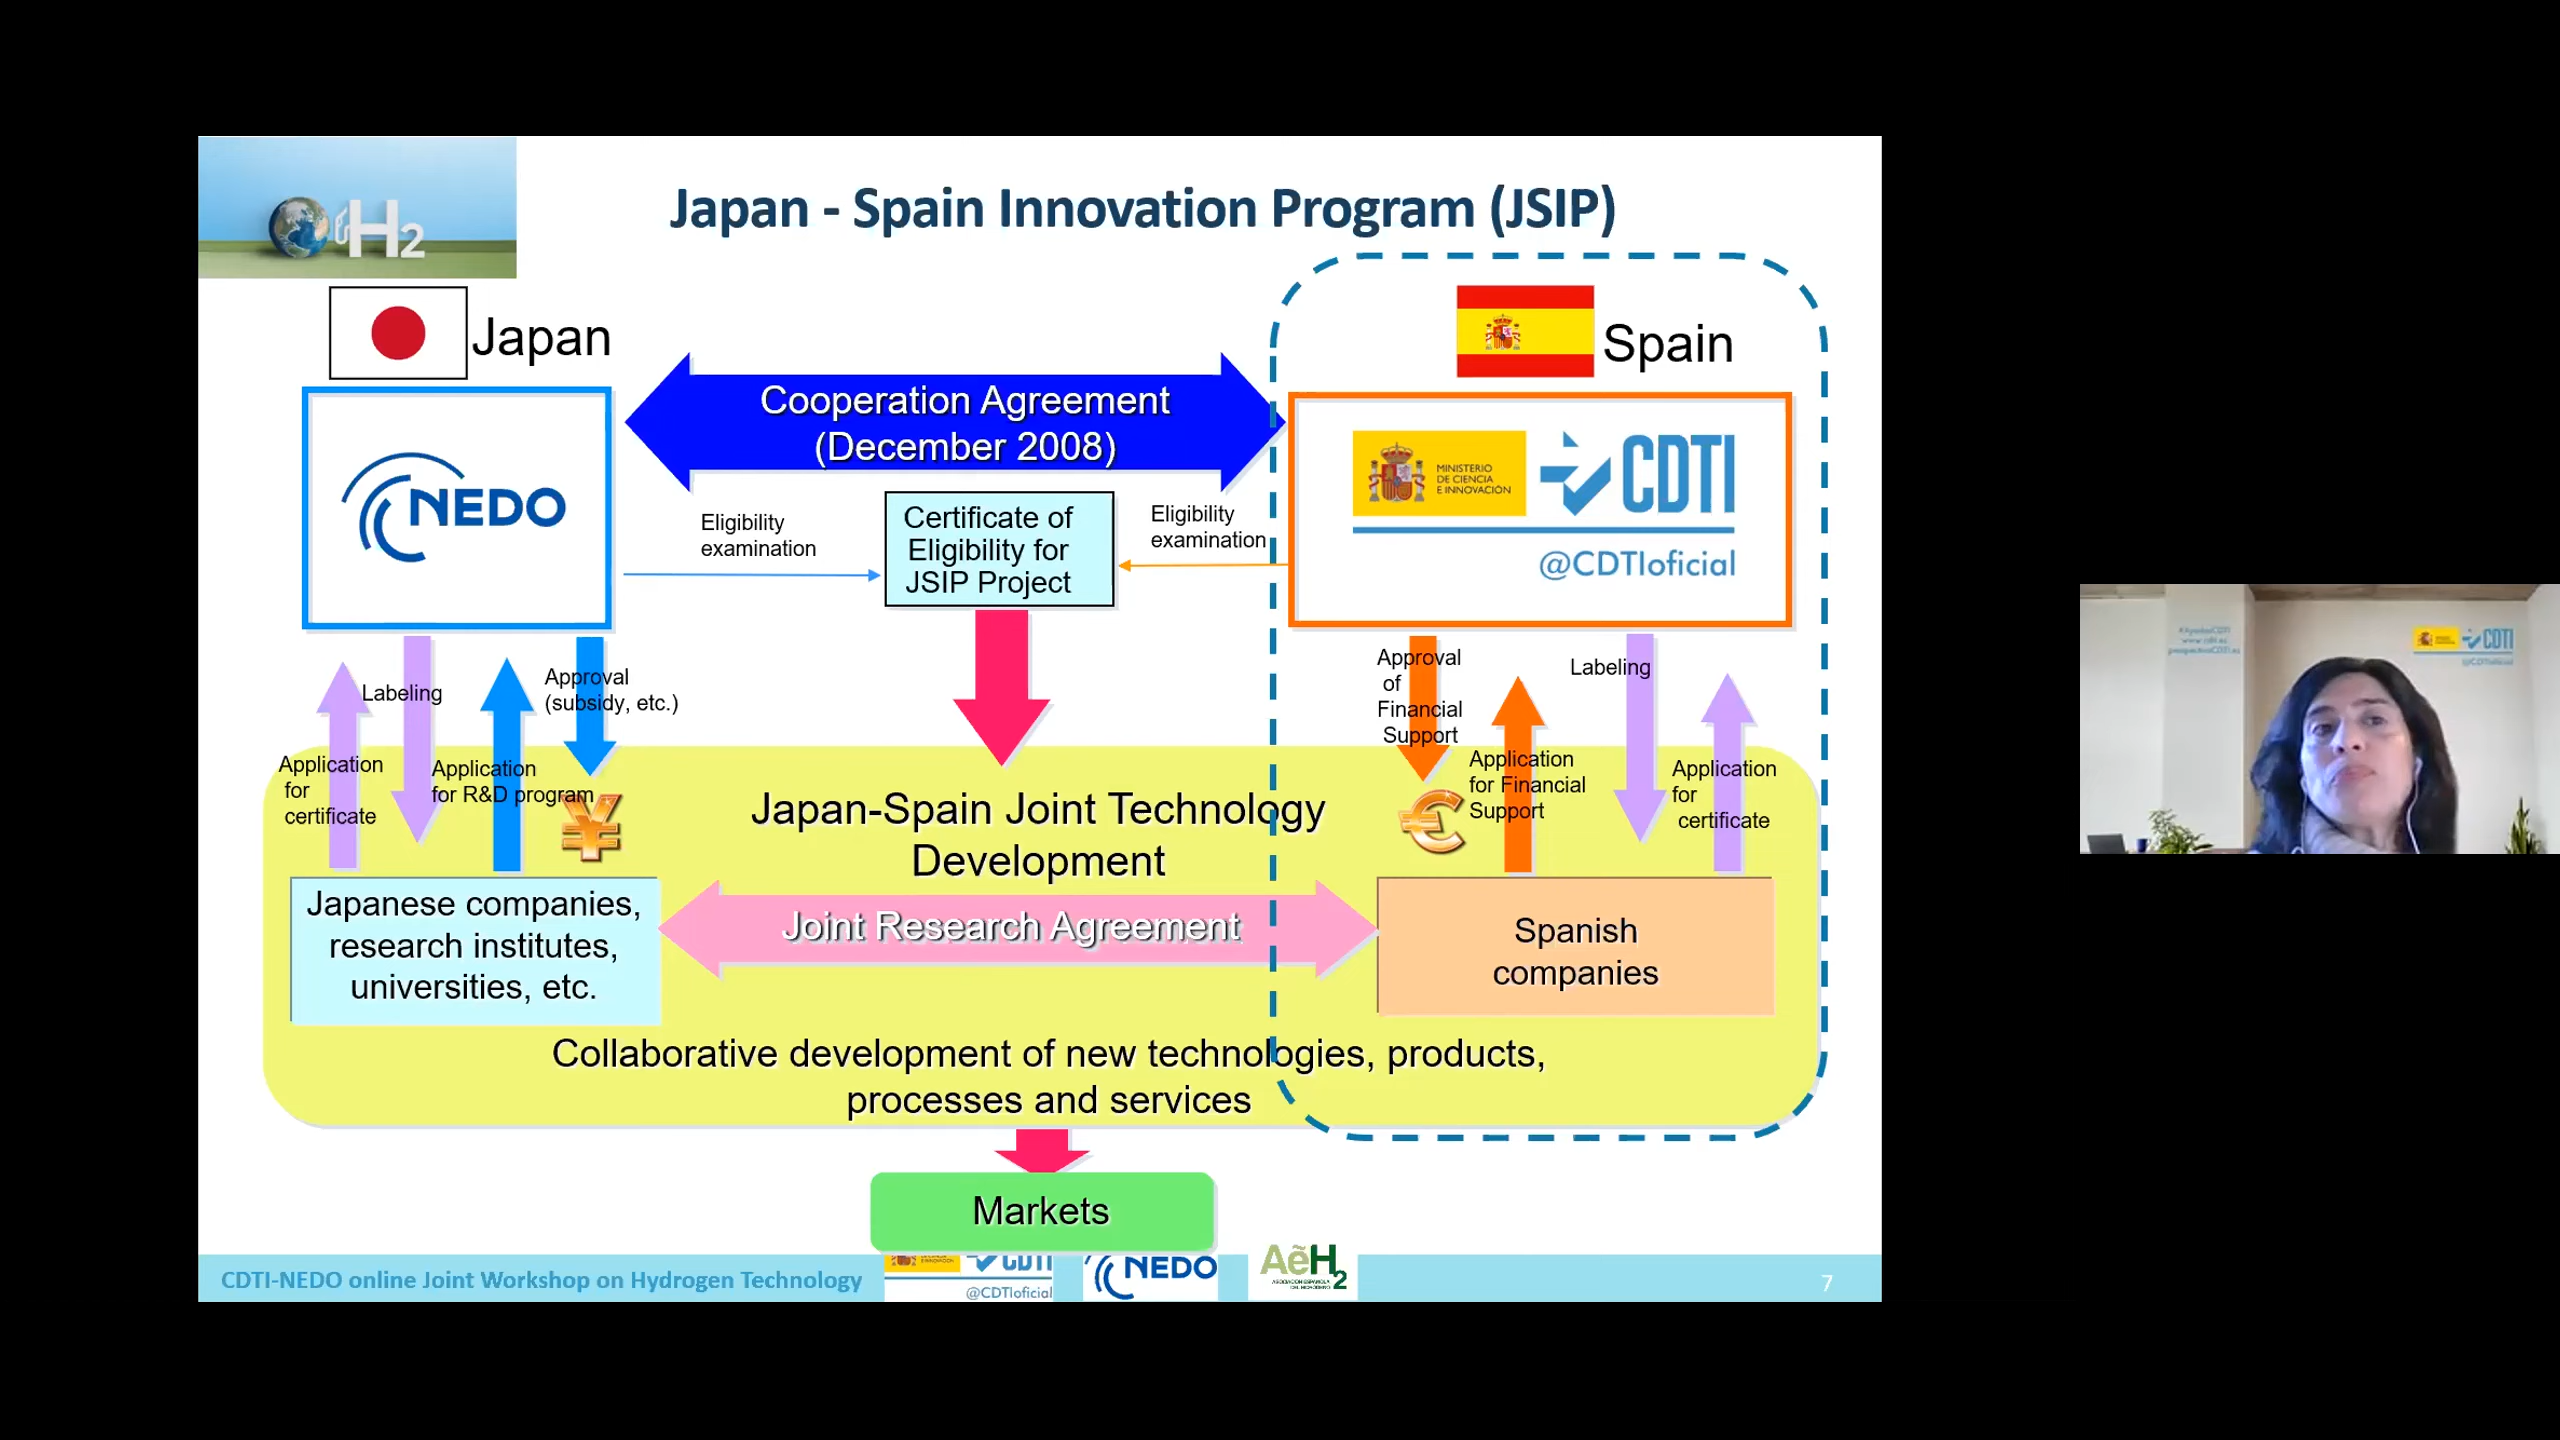 H2
Japan - Spain Innovation Program (JSIP)
Japan
Spain
Cooperation Agreement
(December 2008)
NEDO
MINISTERIO
DE CIENCIA
E INNOVACIÓN
CDTI
@CDTIoficial
Eligibility
examination
Certificate of
Eligibility for
JSIP Project
Eligibility
examination
Application
for
certificate
Labeling
Application
for R&D program
Approval
(subsidy, etc.)
Approval
of
Financial
Support
Application
for Financial
Support
Labeling
Application
for
certificate
¥
€
Japan-Spain Joint Technology
Development
Japanese companies,
research institutes,
universities, etc.
Joint Research Agreement
Spanish
companies
Collaborative development of new technologies, products,
processes and services
Markets
CDTI-NEDO online Joint Workshop on Hydrogen Technology
CDTI
@CDTIoficial
NEDO
AeH2
7
CDTI
@CDTIoficial